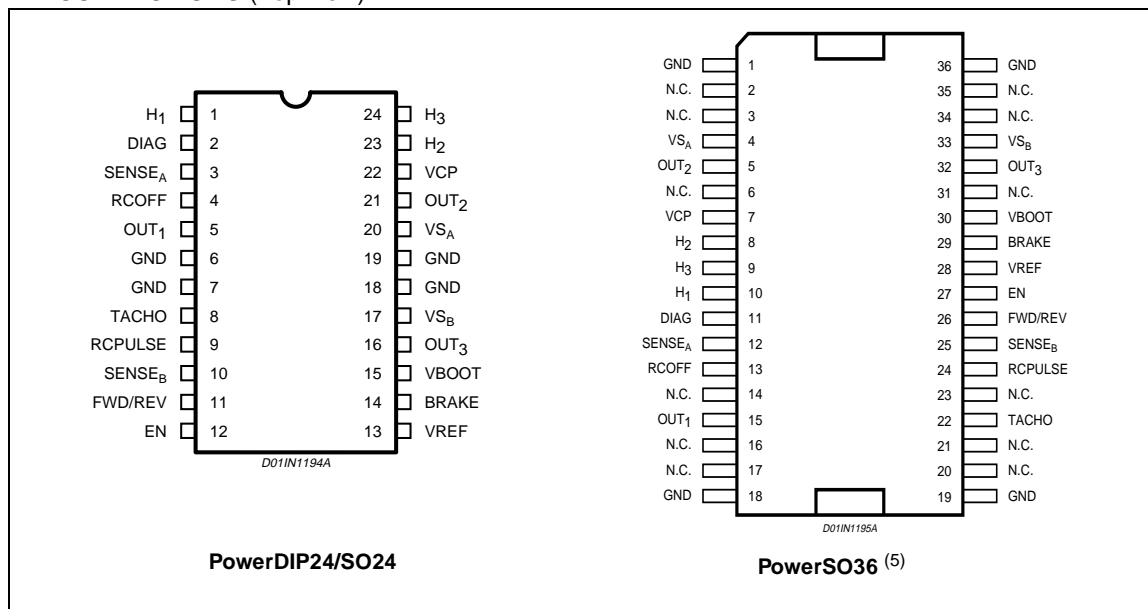 H1 1 24 H3
DIAG 2 23 H2
SENSEA 3 22 VCP
RCOFF 4 21 OUT2
OUT1 5 20 VSA
GND 6 19 GND
GND 7 18 GND
TACHO 8 17 VSB
RCPULSE 9 16 OUT3
SENSEB 10 15 VBOOT
FWD/REV 11 14 BRAKE
EN 12 13 VREF
D01IN1194A
PowerDIP24/SO24
GND 1 36 GND
N.C. 2 35 N.C.
N.C. 3 34 N.C.
VSA 4 33 VSB
OUT2 5 32 OUT3
N.C. 6 31 N.C.
VCP 7 30 VBOOT
H2 8 29 BRAKE
H3 9 28 VREF
H1 10 27 EN
DIAG 11 26 FWD/REV
SENSEA 12 25 SENSEB
RCOFF 13 24 RCPULSE
N.C. 14 23 N.C.
OUT1 15 22 TACHO
N.C. 16 21 N.C.
N.C. 17 20 N.C.
GND 18 19 GND
D01IN1195A
PowerSO36 (5)